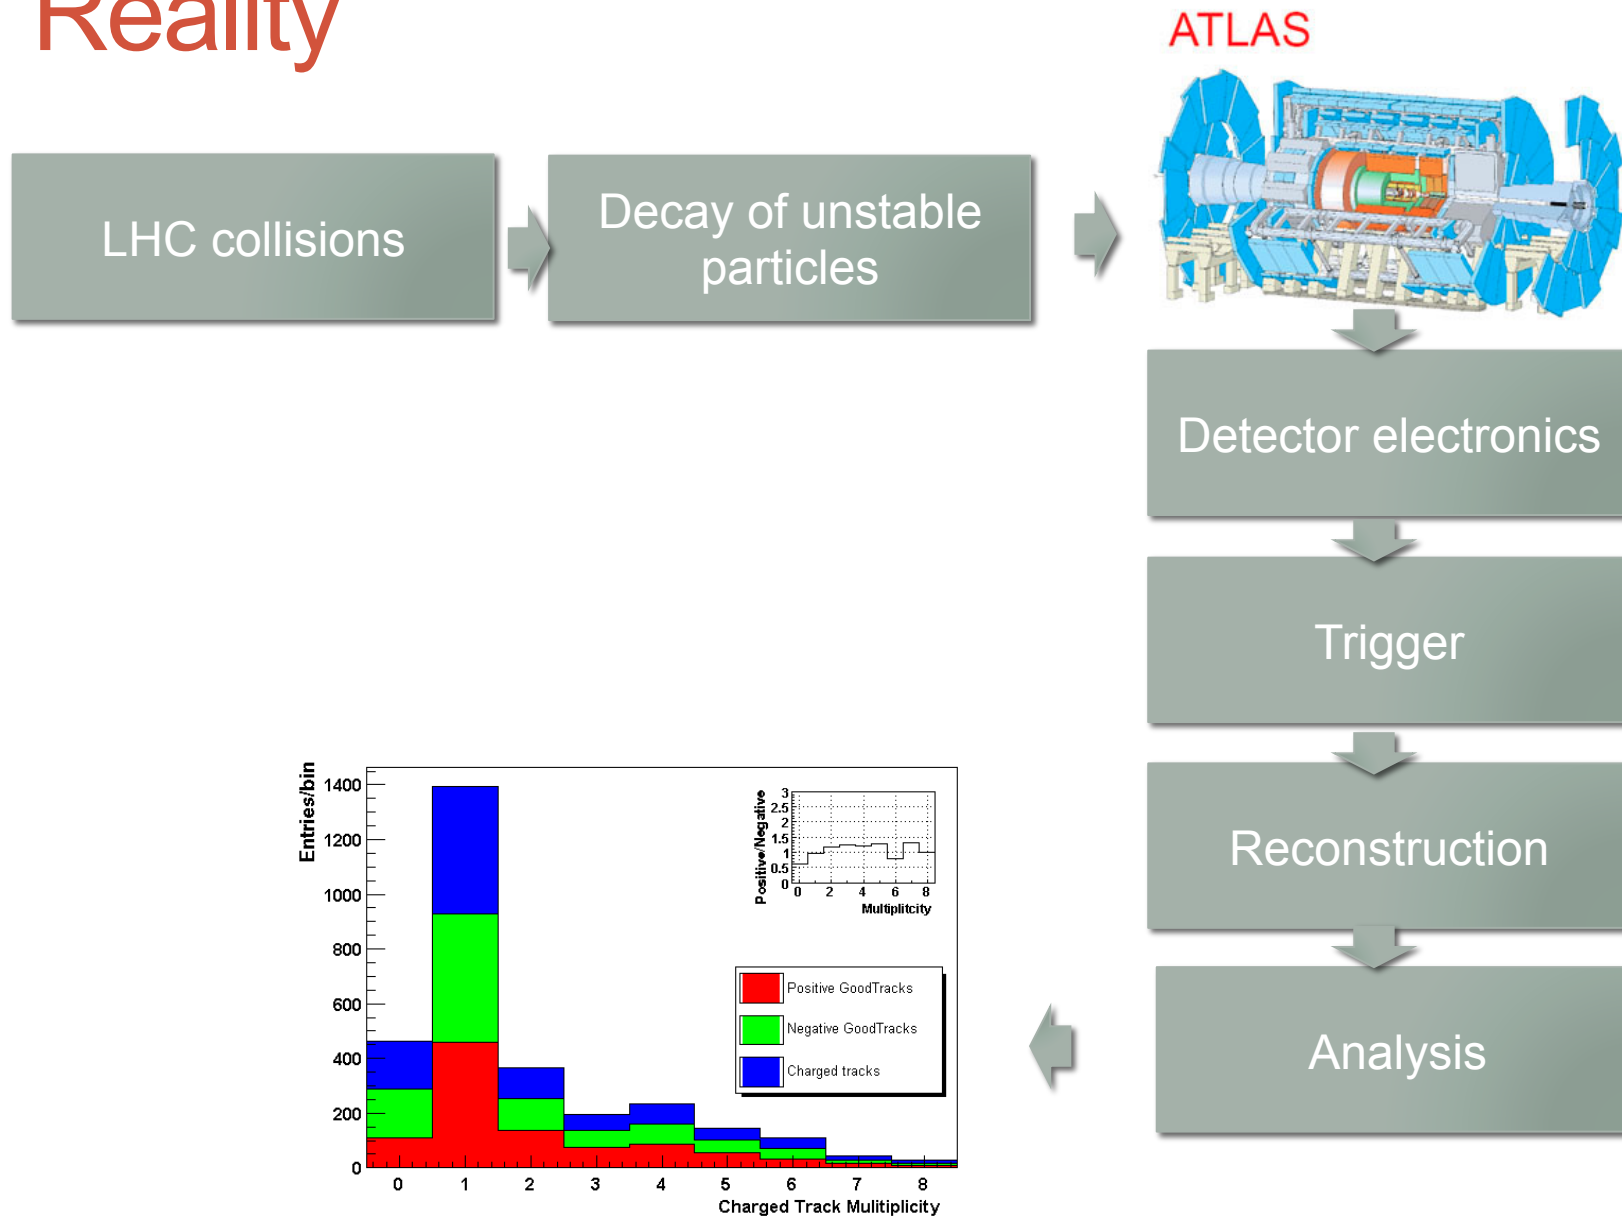 Reality
ATLAS
LHC collisions
Decay of unstable
particles
Detector electronics
Trigger
Reconstruction
Analysis
Entries/bin
1400
1200
1000
800
600
400
200
0
0 1 2 3 4 5 6 7 8
Charged Track Mulitiplicity
Positive/Negative
3
2.5
2
1.5
1
0.5
0
0 2 4 6 8
Multiplitcity
Positive GoodTracks
Negative GoodTracks
Charged tracks